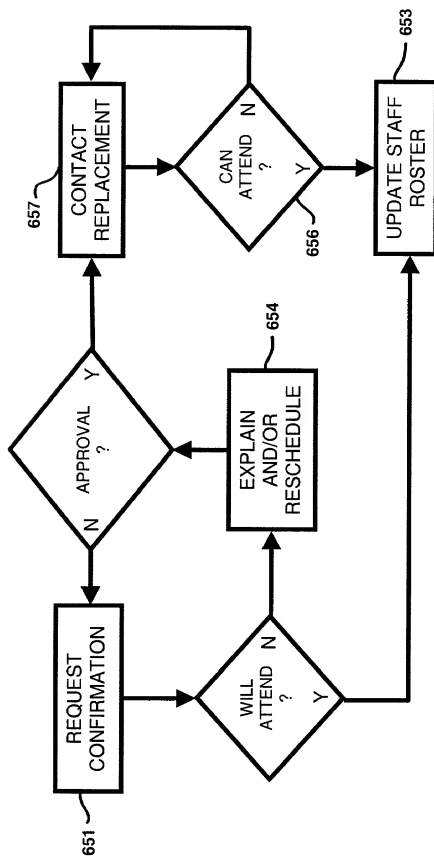 651
REQUEST
CONFIRMATION
WILL
ATTEND
?
N
Y
N
APPROVAL
?
Y
EXPLAIN
AND/OR
RESCHEDULE
654
657
CONTACT
REPLACEMENT
CAN
ATTEND
?
N
Y
656
UPDATE STAFF
ROSTER
653